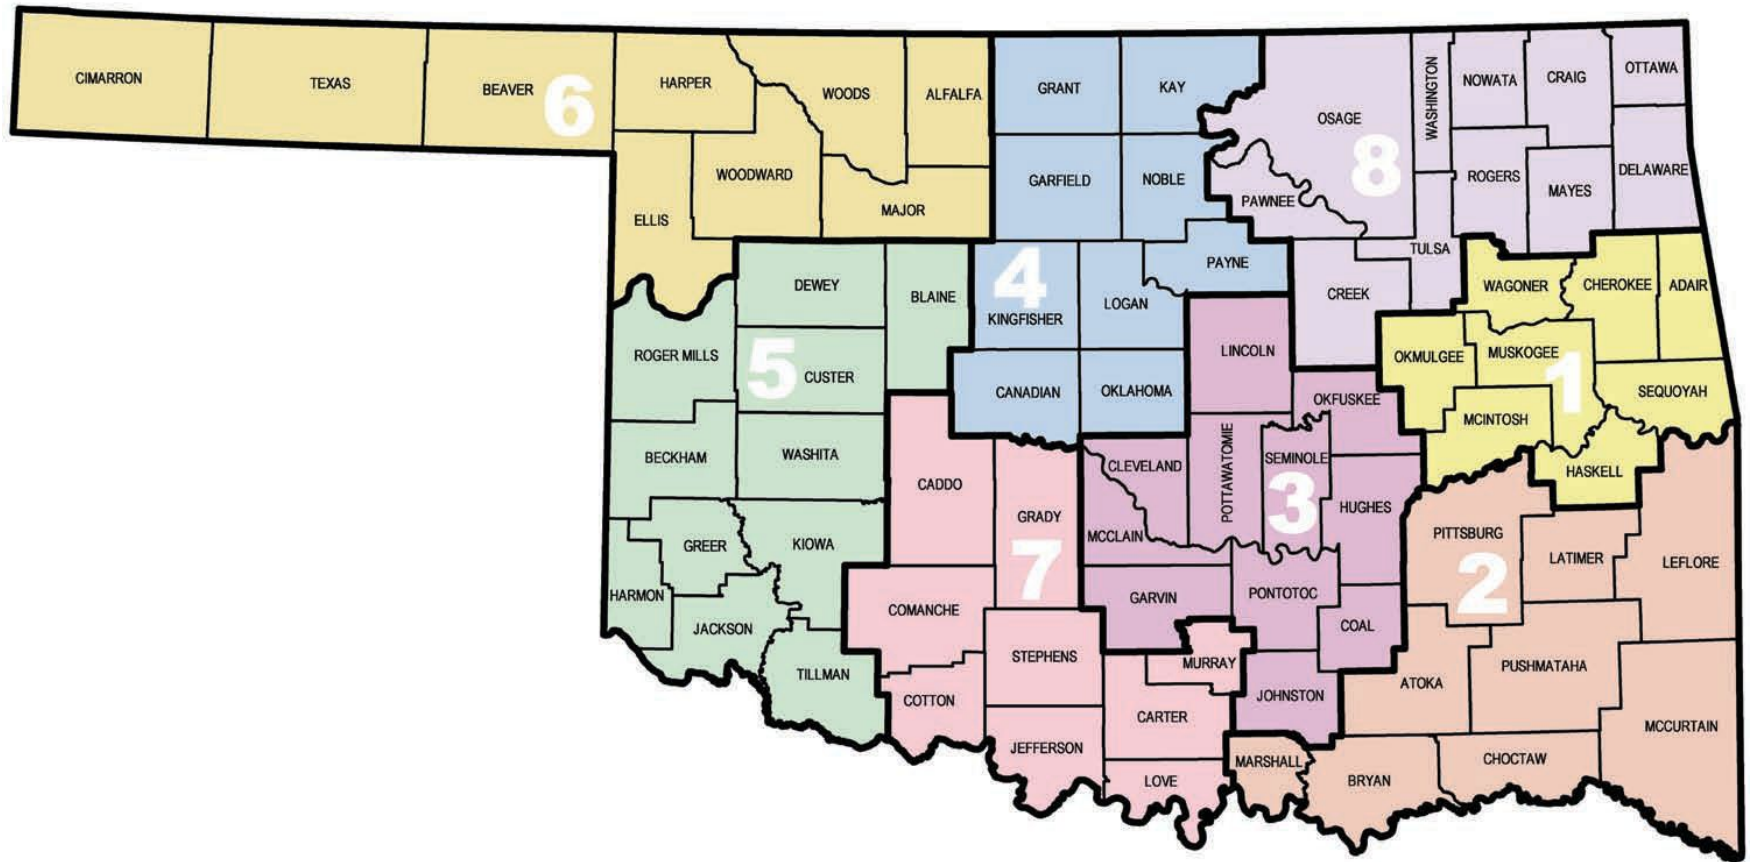 CIMARRON
TEXAS
BEAVER
6
HARPER
WOODS
ALFALFA
ELLIS
WOODWARD
MAJOR
GRANT
KAY
GARFIELD
NOBLE
4
KINGFISHER
LOGAN
PAYNE
CANADIAN
OKLAHOMA
OSAGE
WASHINGTON
NOWATA
CRAIG
OTTAWA
8
PAWNEE
ROGERS
MAYES
DELAWARE
TULSA
CREEK
DEWEY
BLAINE
ROGER MILLS
5
CUSTER
BECKHAM
WASHITA
GREER
KIOWA
HARMON
JACKSON
TILLMAN
CADDO
GRADY
7
COMANCHE
STEPHENS
COTTON
JEFFERSON
MURRAY
CARTER
LOVE
LINCOLN
OKFUSKEE
CLEVELAND
POTTAWATOMIE
SEMINOLE
3
HUGHES
MCCLAIN
GARVIN
PONTOTOC
COAL
JOHNSTON
WAGONER
CHEROKEE
ADAIR
OKMULGEE
MUSKOGEE
1
SEQUOYAH
MCINTOSH
HASKELL
PITTSBURG
2
LATIMER
LEFLORE
ATOKA
PUSHMATAHA
MCCURTAIN
MARSHALL
BRYAN
CHOCTAW